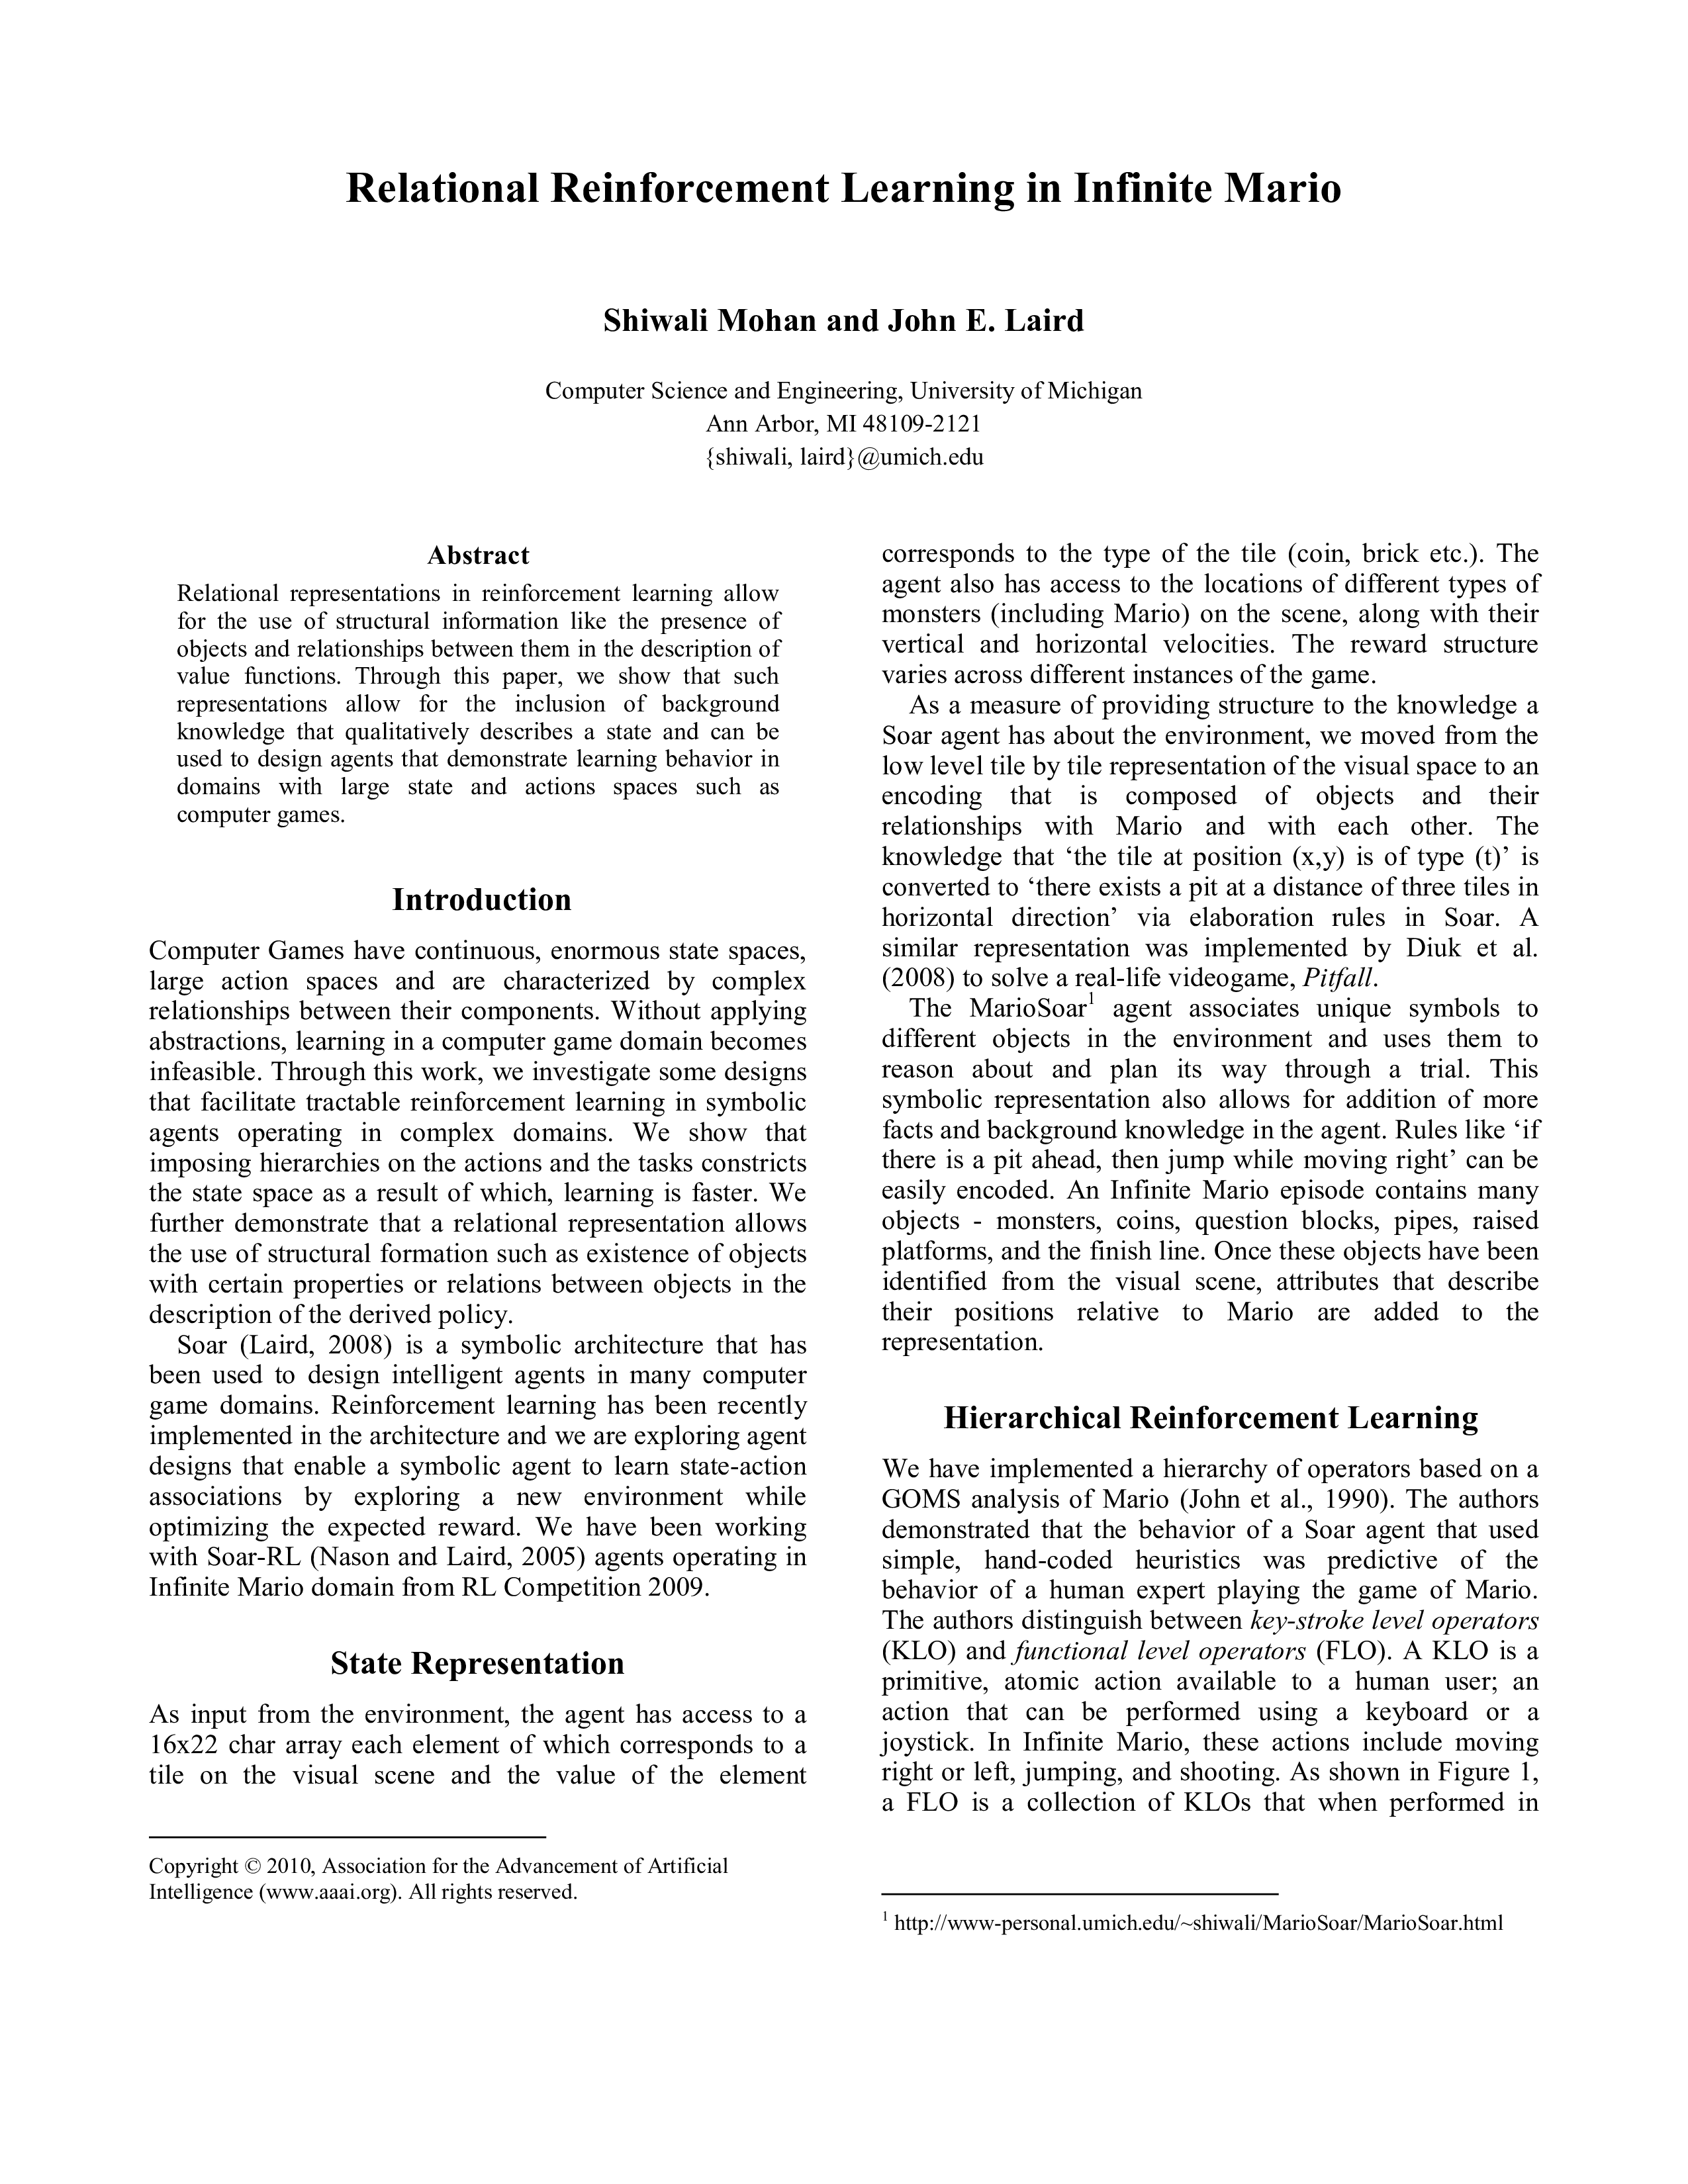 Relational Reinforcement Learning in Infinite Mario
Shiwali Mohan and John E. Laird
Computer Science and Engineering, University of Michigan
Ann Arbor, MI 48109-2121
{shiwali, laird}@umich.edu
Abstract
Relational representations in reinforcement learning allow
for the use of structural information like the presence of
objects and relationships between them in the description of
value functions. Through this paper, we show that such
representations allow for the inclusion of background
knowledge that qualitatively describes a state and can be
used to design agents that demonstrate learning behavior in
domains with large state and actions spaces such as
computer games.
Introduction
Computer Games have continuous, enormous state spaces,
large action spaces and are characterized by complex
relationships between their components. Without applying
abstractions, learning in a computer game domain becomes
infeasible. Through this work, we investigate some designs
that facilitate tractable reinforcement learning in symbolic
agents operating in complex domains. We show that
imposing hierarchies on the actions and the tasks constricts
the state space as a result of which, learning is faster. We
further demonstrate that a relational representation allows
the use of structural formation such as existence of objects
with certain properties or relations between objects in the
description of the derived policy.
Soar (Laird, 2008) is a symbolic architecture that has
been used to design intelligent agents in many computer
game domains. Reinforcement learning has been recently
implemented in the architecture and we are exploring agent
designs that enable a symbolic agent to learn state-action
associations by exploring a new environment while
optimizing the expected reward. We have been working
with Soar-RL (Nason and Laird, 2005) agents operating in
Infinite Mario domain from RL Competition 2009.
State Representation
As input from the environment, the agent has access to a
16x22 char array each element of which corresponds to a
tile on the visual scene and the value of the element
Copyright © 2010, Association for the Advancement of Artificial
Intelligence (www.aaai.org). All rights reserved.
corresponds to the type of the tile (coin, brick etc.). The
agent also has access to the locations of different types of
monsters (including Mario) on the scene, along with their
vertical and horizontal velocities. The reward structure
varies across different instances of the game.
As a measure of providing structure to the knowledge a
Soar agent has about the environment, we moved from the
low level tile by tile representation of the visual space to an
encoding that is composed of objects and their
relationships with Mario and with each other. The
knowledge that ‘the tile at position (x,y) is of type (t)’ is
converted to ‘there exists a pit at a distance of three tiles in
horizontal direction’ via elaboration rules in Soar. A
similar representation was implemented by Diuk et al.
(2008) to solve a real-life videogame, Pitfall.
The MarioSoar1 agent associates unique symbols to
different objects in the environment and uses them to
reason about and plan its way through a trial. This
symbolic representation also allows for addition of more
facts and background knowledge in the agent. Rules like ‘if
there is a pit ahead, then jump while moving right’ can be
easily encoded. An Infinite Mario episode contains many
objects - monsters, coins, question blocks, pipes, raised
platforms, and the finish line. Once these objects have been
identified from the visual scene, attributes that describe
their positions relative to Mario are added to the
representation.
Hierarchical Reinforcement Learning
We have implemented a hierarchy of operators based on a
GOMS analysis of Mario (John et al., 1990). The authors
demonstrated that the behavior of a Soar agent that used
simple, hand-coded heuristics was predictive of the
behavior of a human expert playing the game of Mario.
The authors distinguish between key-stroke level operators
(KLO) and functional level operators (FLO). A KLO is a
primitive, atomic action available to a human user; an
action that can be performed using a keyboard or a
joystick. In Infinite Mario, these actions include moving
right or left, jumping, and shooting. As shown in Figure 1,
a FLO is a collection of KLOs that when performed in
1 http://www-personal.umich.edu/~shiwali/MarioSoar/MarioSoar.html